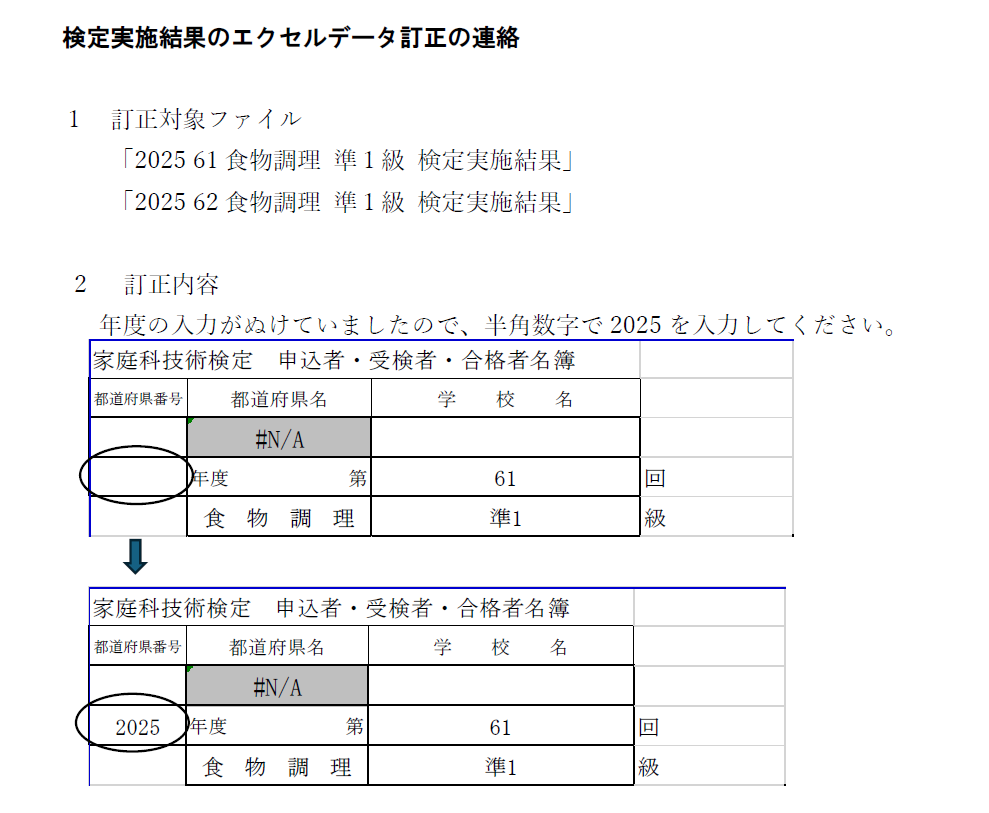 検定実施結果のエクセルデータ訂正の連絡
1 訂正対象ファイル
「2025 61 食物調理 準1級 検定実施結果」
「2025 62 食物調理 準1級 検定実施結果」
2 訂正内容
年度の入力がぬけていましたので、半角数字で 2025 を入力してください。
家庭科技術検定 申込者・受検者・合格者名簿
都道府県番号 都道府県名 学 校 名
#N/A
年度 第 61 回
食 物 調 理 準1 級
家庭科技術検定 申込者・受検者・合格者名簿
都道府県番号 都道府県名 学 校 名
#N/A
2025 年度 第 61 回
食 物 調 理 準1 級